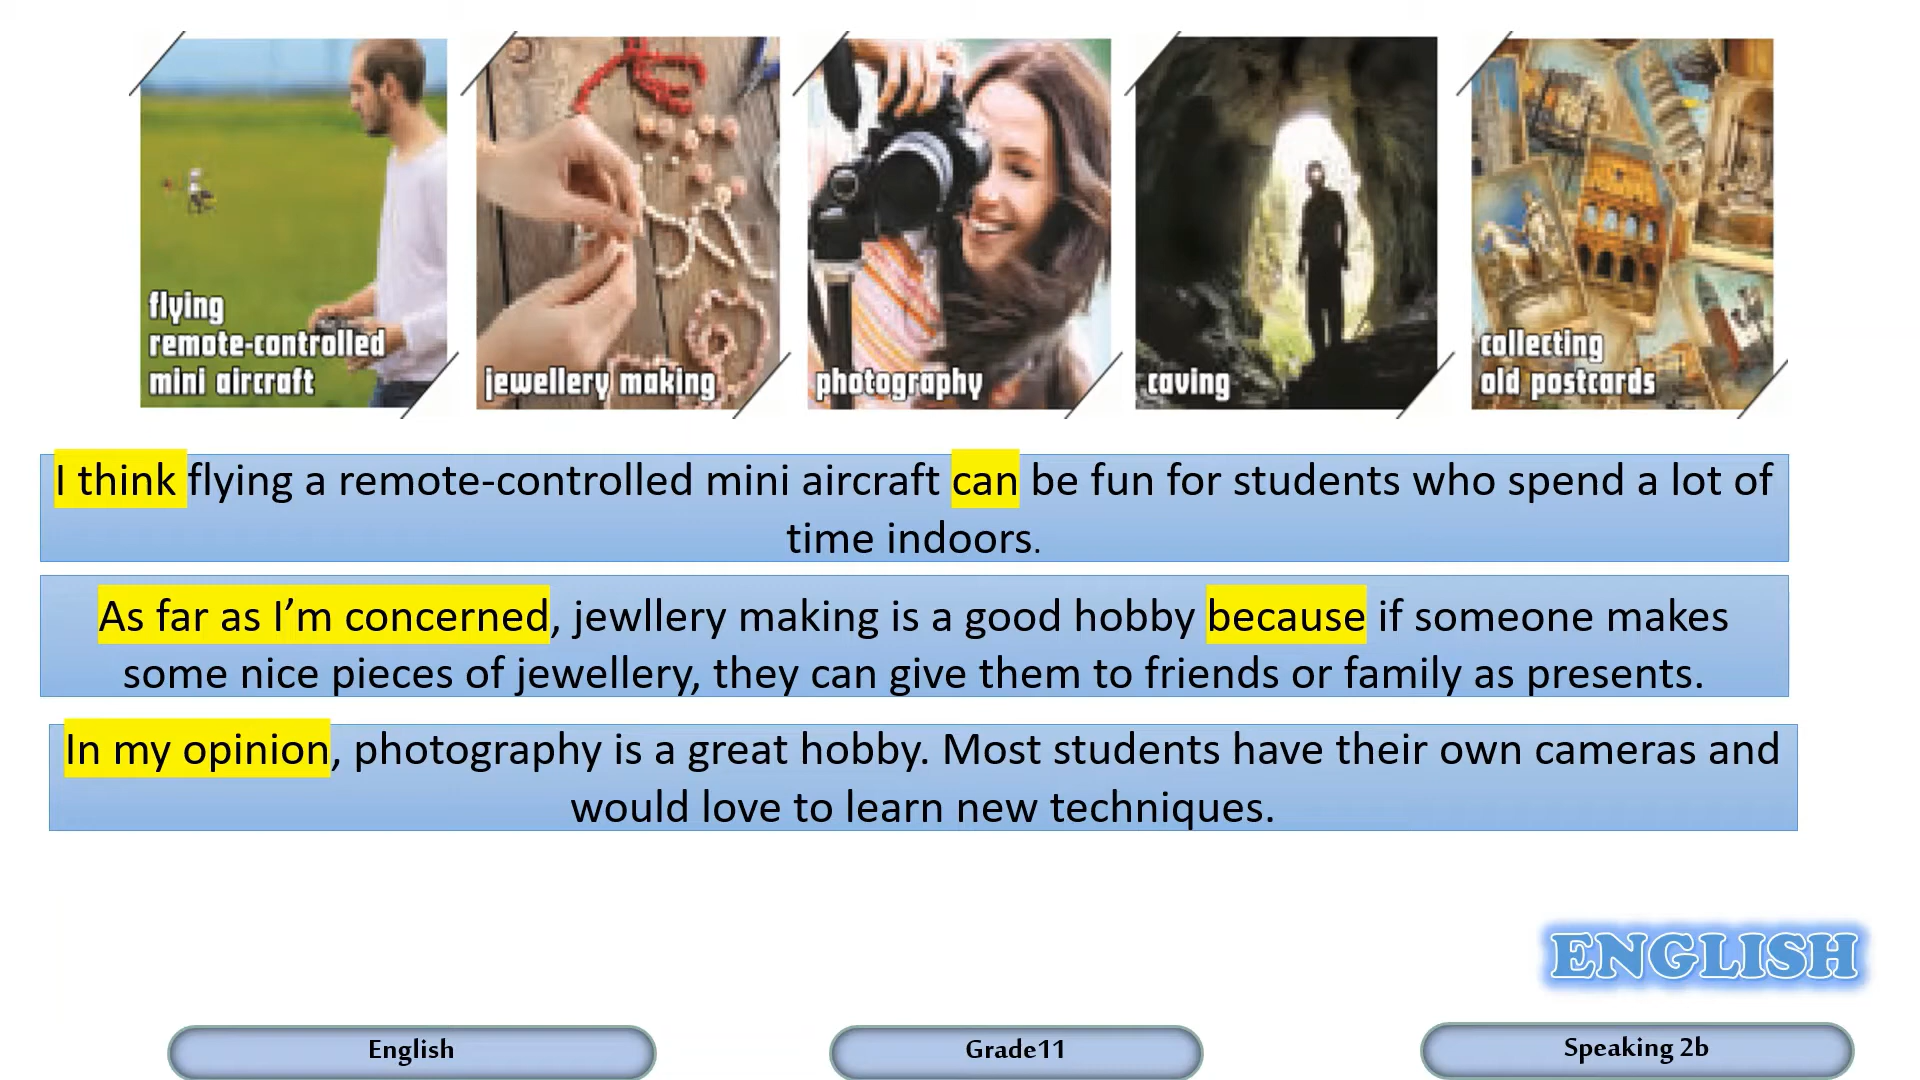 flying
remote-controlled
mini aircraft
jewellery making
photography
caving
collecting
old postcards
I think flying a remote-controlled mini aircraft can be fun for students who spend a lot of
time indoors.
As far as I’m concerned, jewllery making is a good hobby because if someone makes
some nice pieces of jewellery, they can give them to friends or family as presents.
In my opinion, photography is a great hobby. Most students have their own cameras and
would love to learn new techniques.
ENGLISH
English
Grade11
Speaking 2b